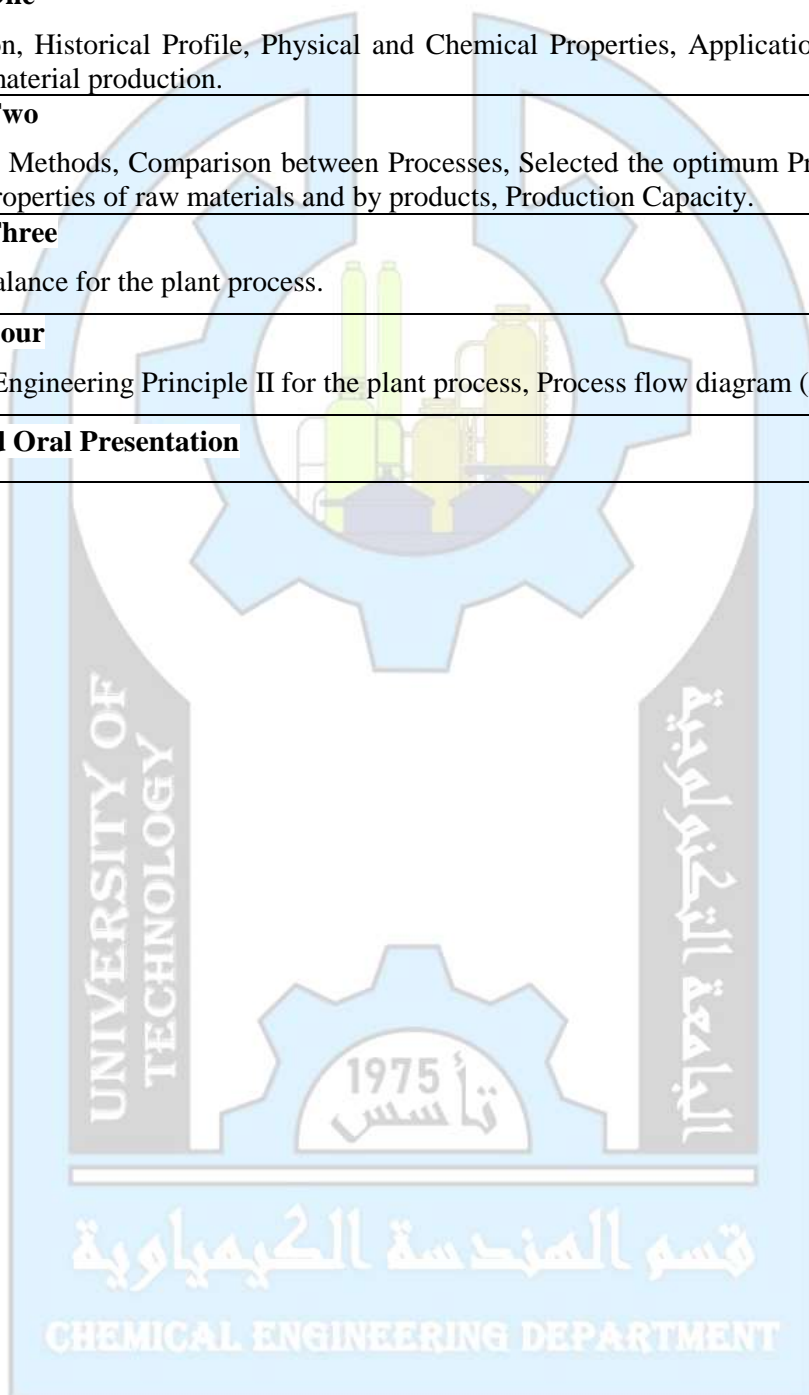 on, Historical Profile, Physical and Chemical Properties, Applicatio
material production.
Two
Methods, Comparison between Processes, Selected the optimum Pr
roperties of raw materials and by products, Production Capacity.
Three
alance for the plant process.
our
Engineering Principle II for the plant process, Process flow diagram (
d Oral Presentation
UNIVERSITY OF
TECHNOLOGY
الجامعة التكنولوجية
1975
تأسس
قسم الهندسة الكيمياوية
CHEMICAL ENGINEERING DEPARTMENT